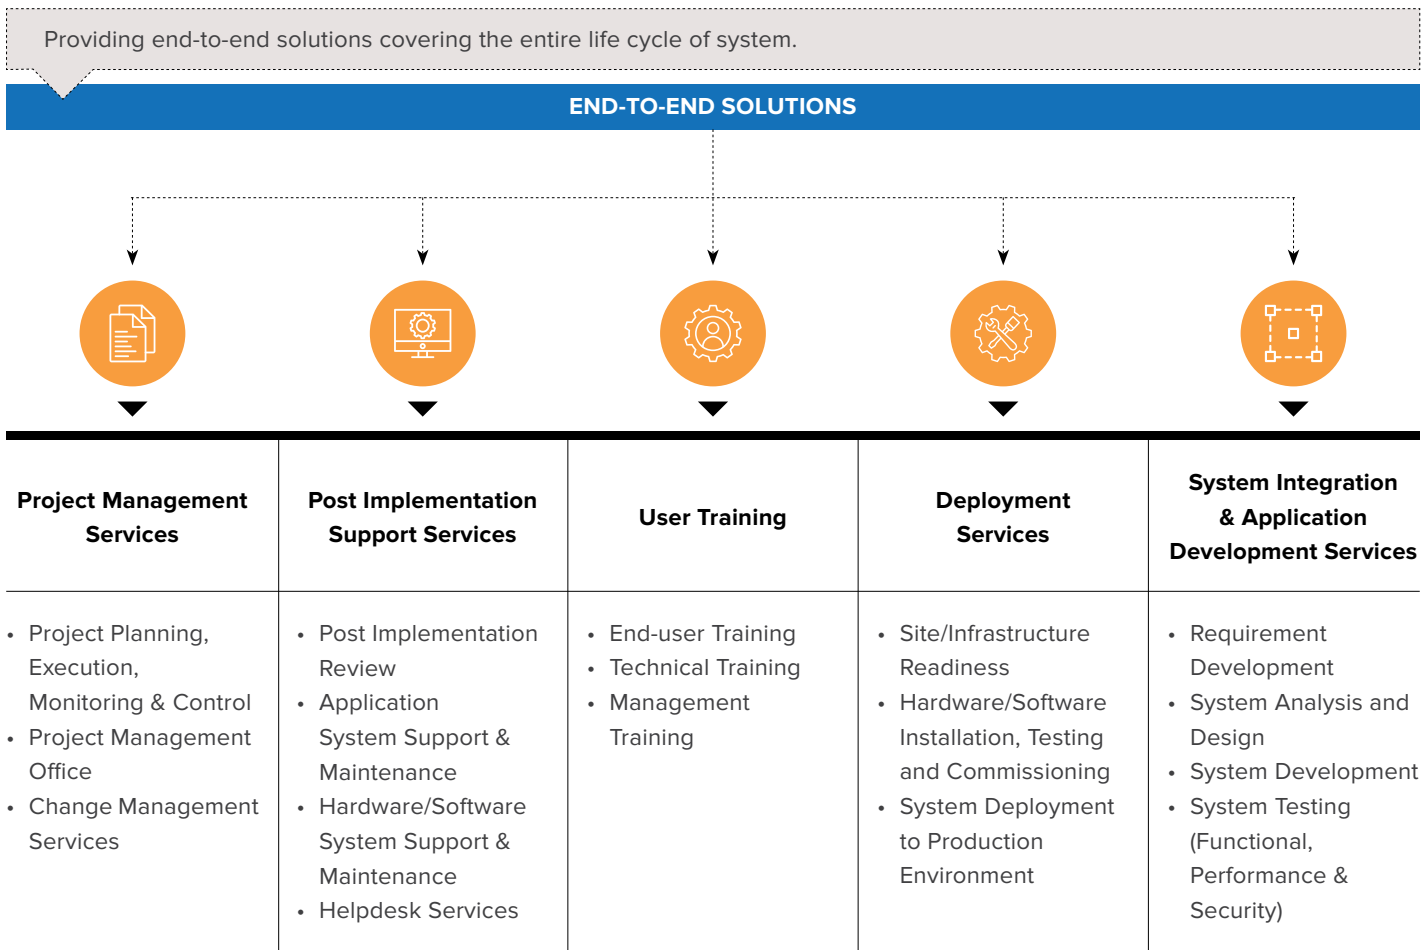 Providing end-to-end solutions covering the entire life cycle of system.
END-TO-END SOLUTIONS
Project Management
Services
Post Implementation
Support Services
User Training
Deployment
Services
System Integration
& Application
Development Services
• Project Planning,
Execution,
Monitoring & Control
• Project Management
Office
• Change Management
Services
• Post Implementation
Review
• Application
System Support &
Maintenance
• Hardware/Software
System Support &
Maintenance
• Helpdesk Services
• End-user Training
• Technical Training
• Management
Training
• Site/Infrastructure
Readiness
• Hardware/Software
Installation, Testing
and Commissioning
• System Deployment
to Production
Environment
• Requirement
Development
• System Analysis and
Design
• System Development
• System Testing
(Functional,
Performance &
Security)